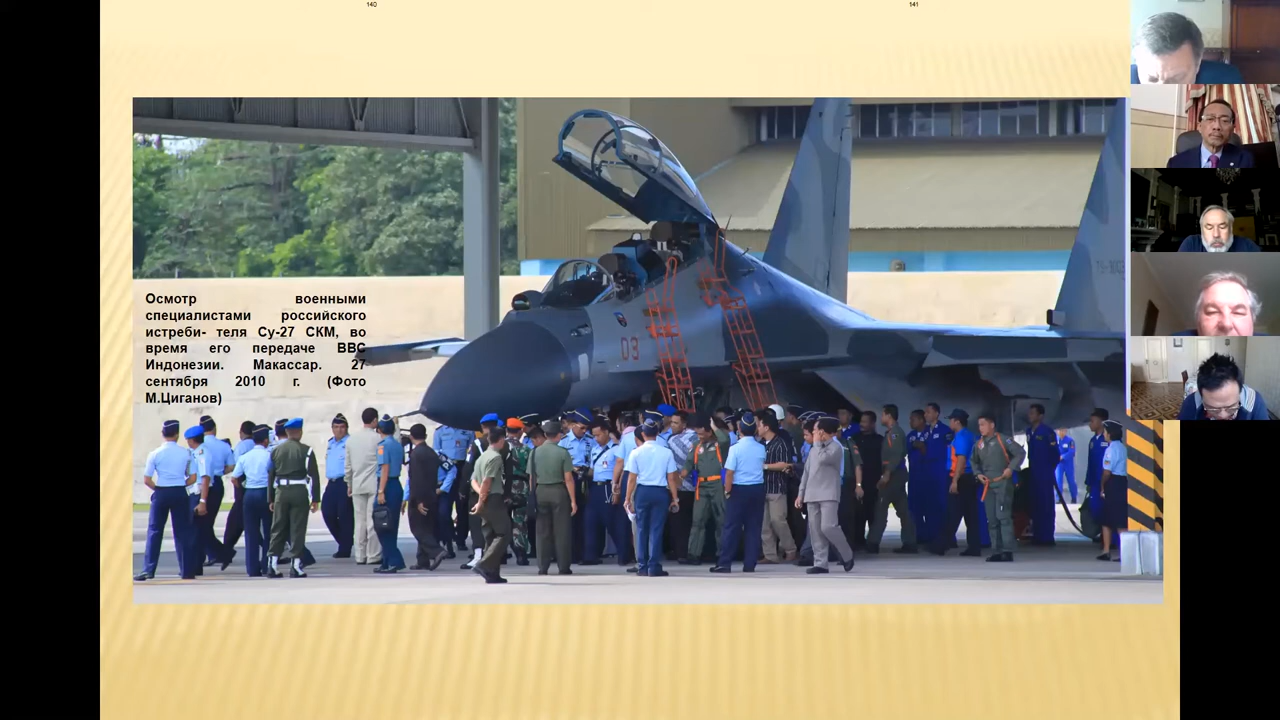 140
141
Осмотр военными
специалистами российского
истреби- теля Су-27 СКМ, во
время его передаче ВВС
Индонезии. Макассар. 27
сентября 2010 г. (Фото
М.Циганов)
03